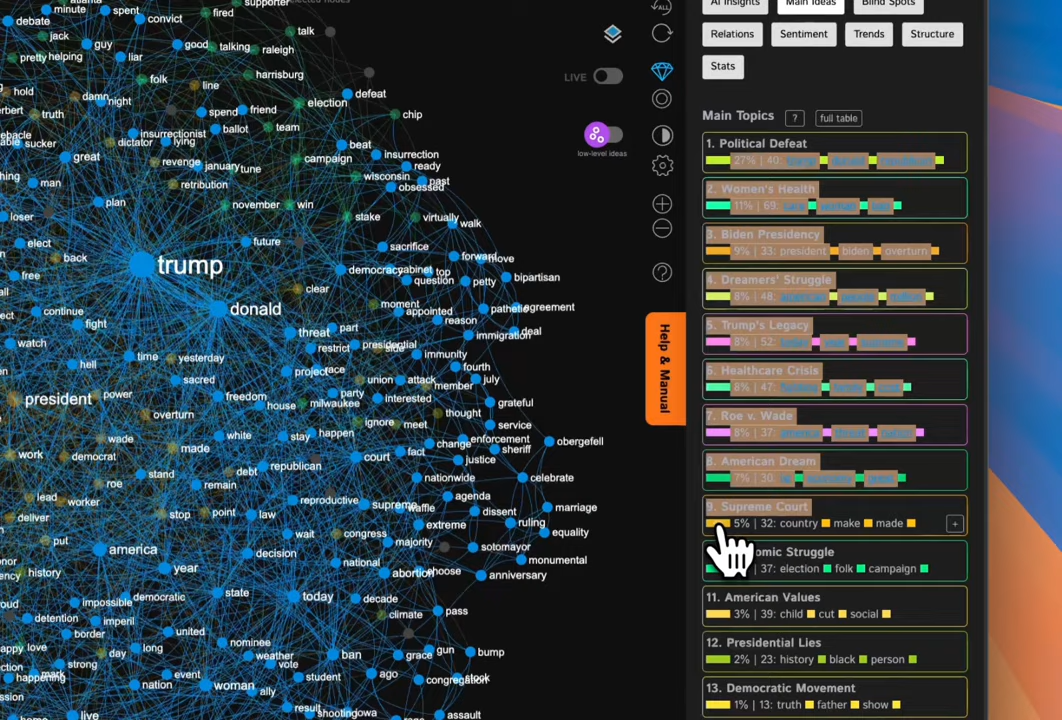 AI Insights
Main Ideas
Blind Spots
Relations
Sentiment
Trends
Structure
Stats
Main Topics
?
full table
1. Political Defeat
27% | 40:
2. Women's Health
11% | 69:
3. Biden Presidency
9% | 33: president biden overturn
4. Dreamers' Struggle
8% | 48:
5. Trump's Legacy
8% | 52:
6. Healthcare Crisis
8% | 47:
7. Roe v. Wade
8% | 37:
8. American Dream
7% | 30:
9. Supreme Court
5% | 32: country make made
+
omic Struggle
37: election folk campaign
11. American Values
3% | 39: child cut social
12. Presidential Lies
2% | 23: history black person
13. Democratic Movement
1% | 13: truth father show
ALL
LIVE
low-level ideas
Help & Manual
minute
spent
fired
supporter
debate
convict
jack
guy
good
talking
raleigh
talk
pretty
helping
liar
folk
harrisburg
hold
damn
night
line
election
defeat
truth
spend
friend
chip
insurrectionist
ballot
team
dictator
lying
beat
great
revenge
january
tune
campaign
insurrection
ready
man
retribution
wisconsin
past
obsessed
plan
november
win
stake
virtually
walk
loser
elect
future
sacrifice
back
trump
democracy
cabinet
top
forward
move
free
question
petty
bipartisan
clear
continue
donald
moment
appointed
pathetic
agreement
fight
threat
part
reason
deal
watch
restrict
presidential
side
immigration
time
yesterday
immunity
hell
project
race
fourth
sacred
union
attack
member
july
president
power
freedom
house
party
interested
grateful
overturn
milwaukee
thought
ignore
meet
service
wade
white
stay
happen
change
enforcement
obergefell
work
democrat
made
sheriff
court
fact
justice
roe
stand
debt
republican
nationwide
celebrate
remain
lead
worker
reproductive
agenda
marriage
stop
point
law
supreme
waffle
dissent
deliver
extreme
ruling
put
wait
equality
america
decision
majority
sotomayor
history
national
monumental
year
abortion
choose
anniversary
impossible
democratic
state
today
decade
detention
imperil
climate
pass
border
united
nominee
happy
love
day
long
weather
ban
grace
gun
bump
strong
vote
happening
mark
event
student
ago
congregation
stock
nation
woman
ally
result
shooting
iowa
live
assault